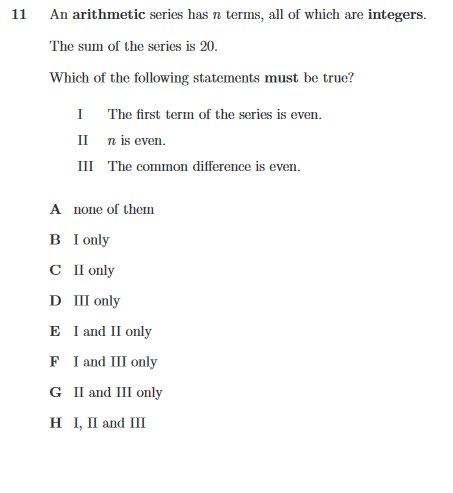 11 An arithmetic series has n terms, all of which are integers.
The sum of the series is 20.
Which of the following statements must be true?
I The first term of the series is even.
II n is even.
III The common difference is even.
A none of them
B I only
C II only
D III only
E I and II only
F I and III only
G II and III only
H I, II and III